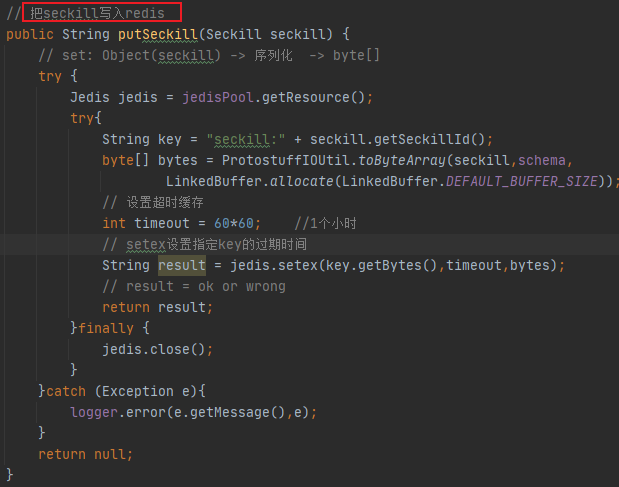 // 把seckill写入redis
public String putSeckill(Seckill seckill) {
    // set: Object(seckill) -> 序列化  -> byte[]
    try {
        Jedis jedis = jedisPool.getResource();
        try{
            String key = "seckill:" + seckill.getSeckillId();
            byte[] bytes = ProtostuffIOUtil.toByteArray(seckill,schema,
                    LinkedBuffer.allocate(LinkedBuffer.DEFAULT_BUFFER_SIZE));
            // 设置超时缓存
            int timeout = 60*60;    //1个小时
            // setex设置指定key的过期时间
            String result = jedis.setex(key.getBytes(),timeout,bytes);
            // result = ok or wrong
            return result;
        }finally {
            jedis.close();
        }
    }catch (Exception e){
        logger.error(e.getMessage(),e);
    }
    return null;
}